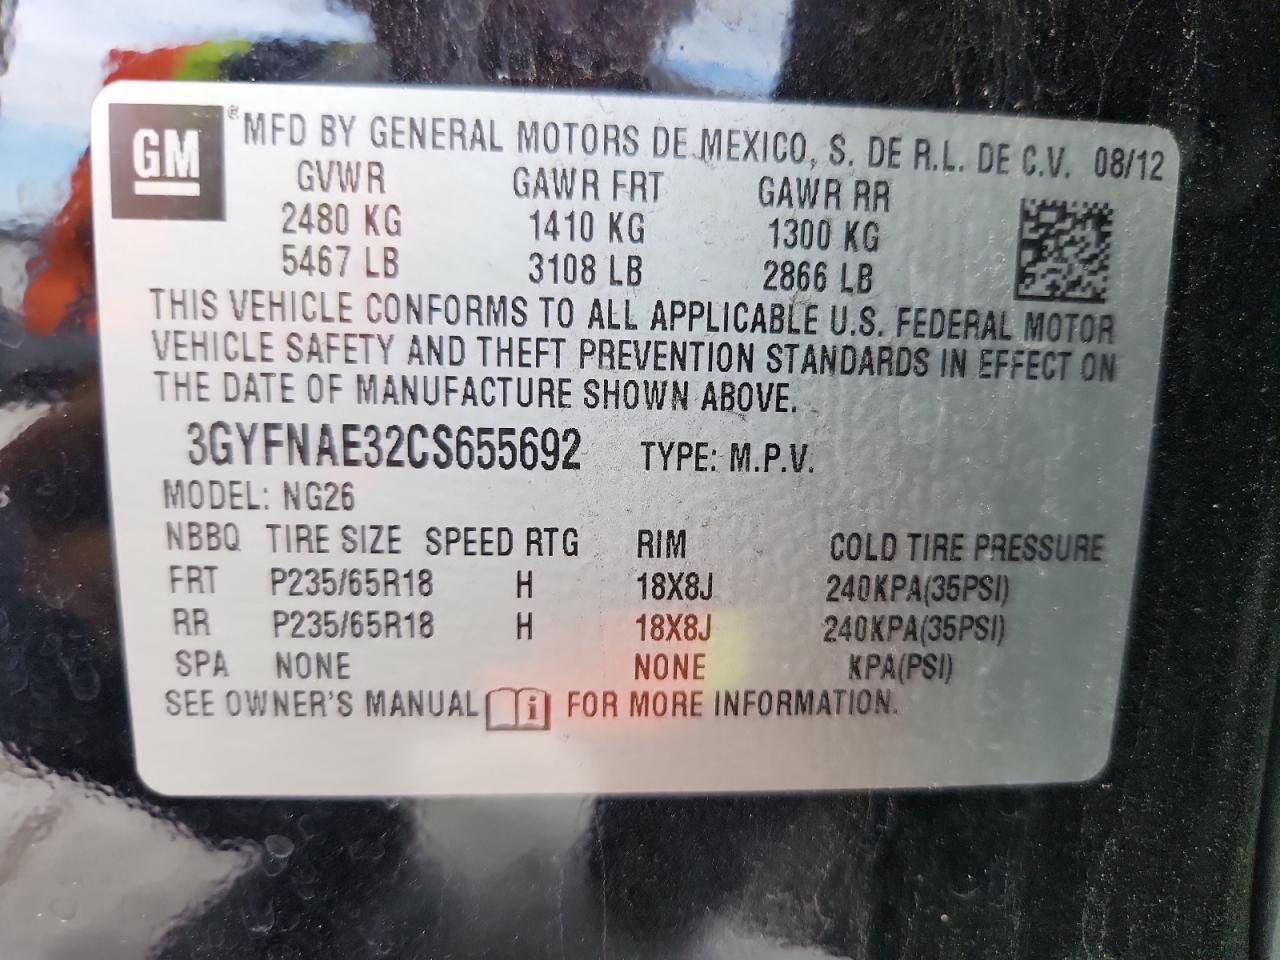 GM ® MFD BY GENERAL MOTORS DE MEXICO, S. DE R.L. DE C.V. 08/12
GVWR GAWR FRT GAWR RR
2480 KG 1410 KG 1300 KG
5467 LB 3108 LB 2866 LB
THIS VEHICLE CONFORMS TO ALL APPLICABLE U.S. FEDERAL MOTOR
VEHICLE SAFETY AND THEFT PREVENTION STANDARDS IN EFFECT ON
THE DATE OF MANUFACTURE SHOWN ABOVE.
3GYFNAE32CS655692 TYPE: M.P.V.
MODEL: NG26
NBBQ TIRE SIZE SPEED RTG RIM COLD TIRE PRESSURE
FRT P235/65R18 H 18X8J 240KPA(35PSI)
RR P235/65R18 H 18X8J 240KPA(35PSI)
SPA NONE NONE KPA(PSI)
SEE OWNER'S MANUAL i FOR MORE INFORMATION.